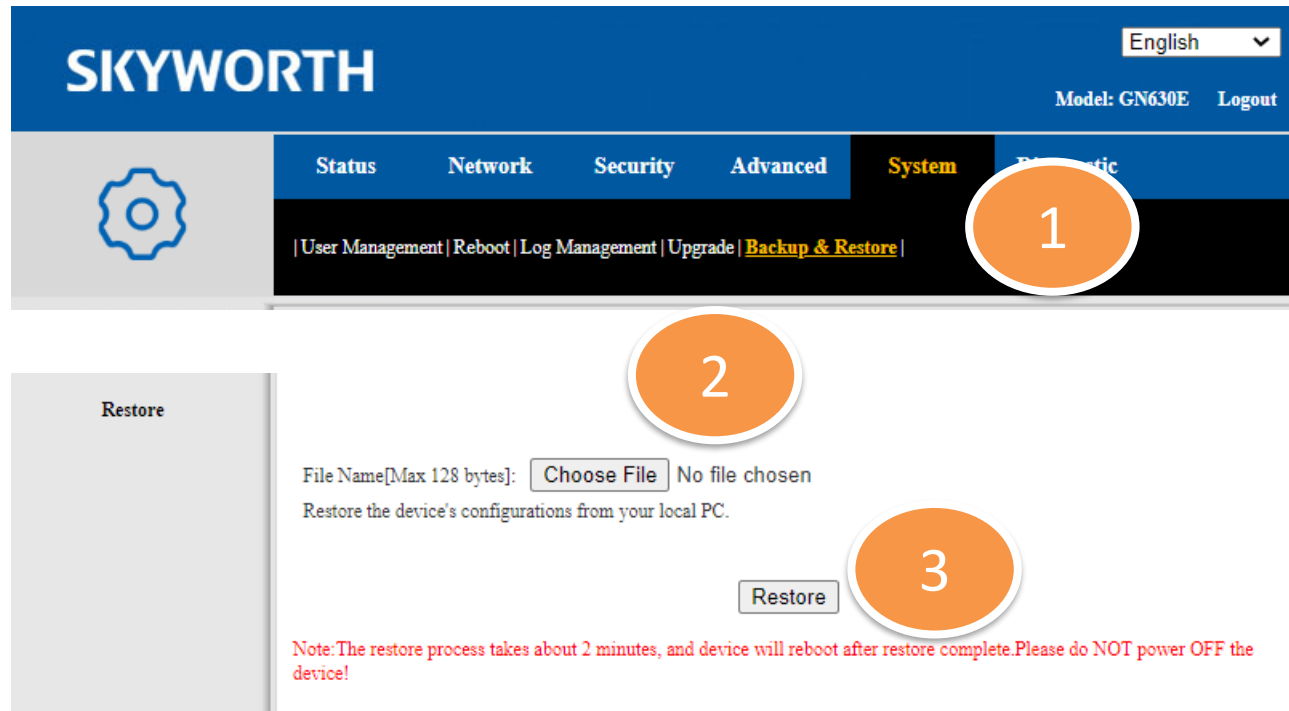 SKYWORTH
English
Model: GN630E Logout
Status Network Security Advanced System
1
|User Management|Reboot|Log Management|Upgrade|Backup & Restore|
2
Restore
File Name[Max 128 bytes]: Choose File No file chosen
Restore the device's configurations from your local PC.
3
Restore
Note:The restore process takes about 2 minutes, and device will reboot after restore complete.Please do NOT power OFF the
device!